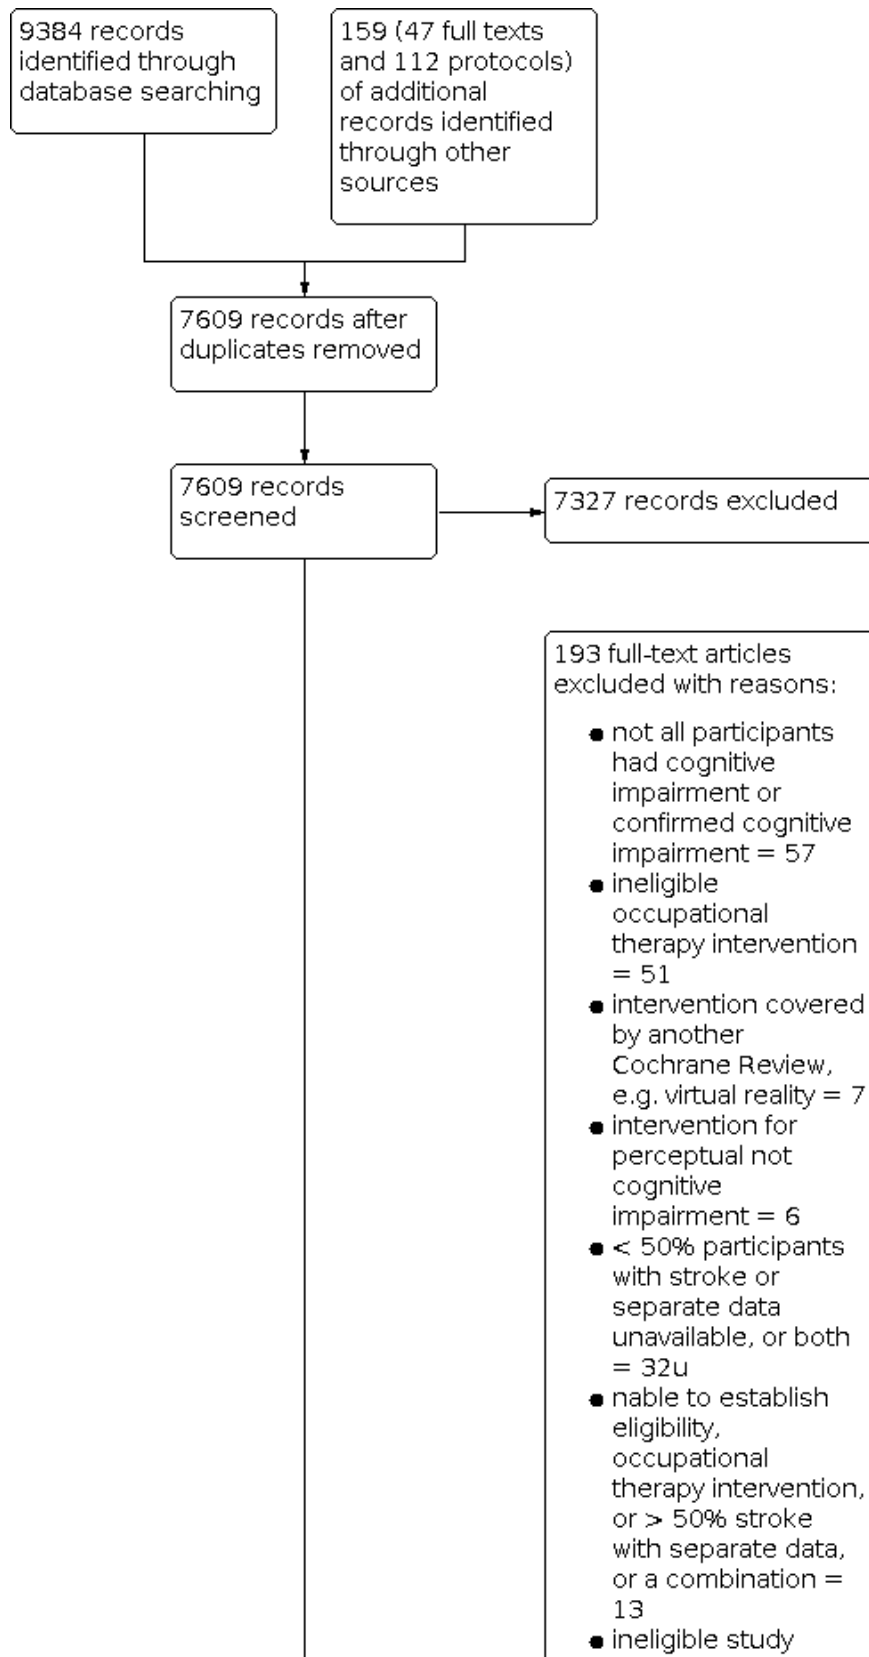 9384 records
identified through
database searching
159 (47 full texts
and 112 protocols)
of additional
records identified
through other
sources
7609 records after
duplicates removed
7609 records
screened
7327 records excluded
193 full-text articles
excluded with reasons:
● not all participants
had cognitive
impairment or
confirmed cognitive
impairment = 57
● ineligible
occupational
therapy intervention
= 51
● intervention covered
by another
Cochrane Review,
e.g. virtual reality = 7
● intervention for
perceptual not
cognitive
impairment = 6
● < 50% participants
with stroke or
separate data
unavailable, or both
= 32u
● nable to establish
eligibility,
occupational
therapy intervention,
or > 50% stroke
with separate data,
or a combination =
13
● ineligible study